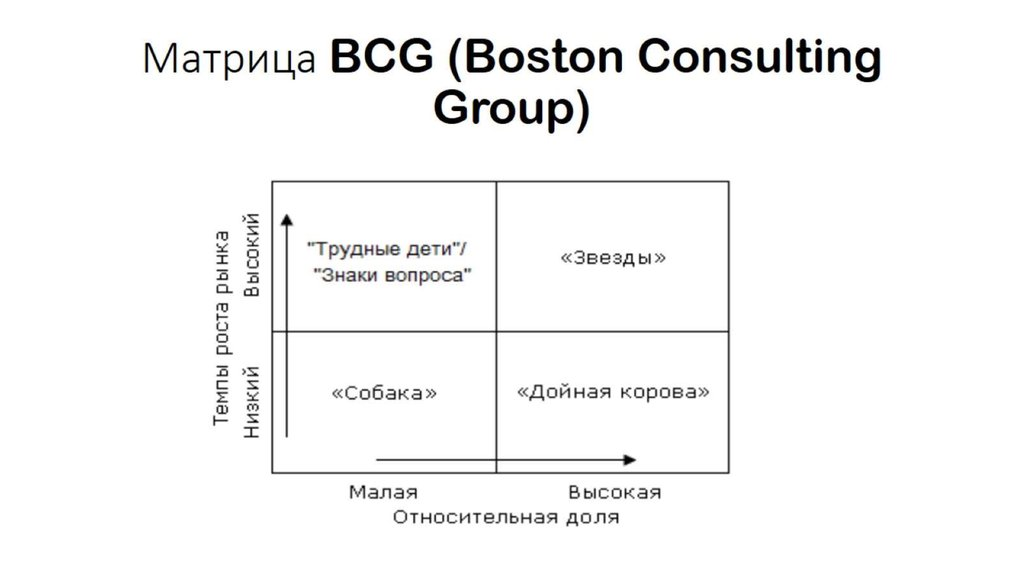 Матрица BCG (Boston Consulting
Group)
Темпы роста рынка
Высокий
Низкий
"Трудные дети"/
"Знаки вопроса"
«Звезды»
«Собака»
«Дойная корова»
Малая
Высокая
Относительная доля